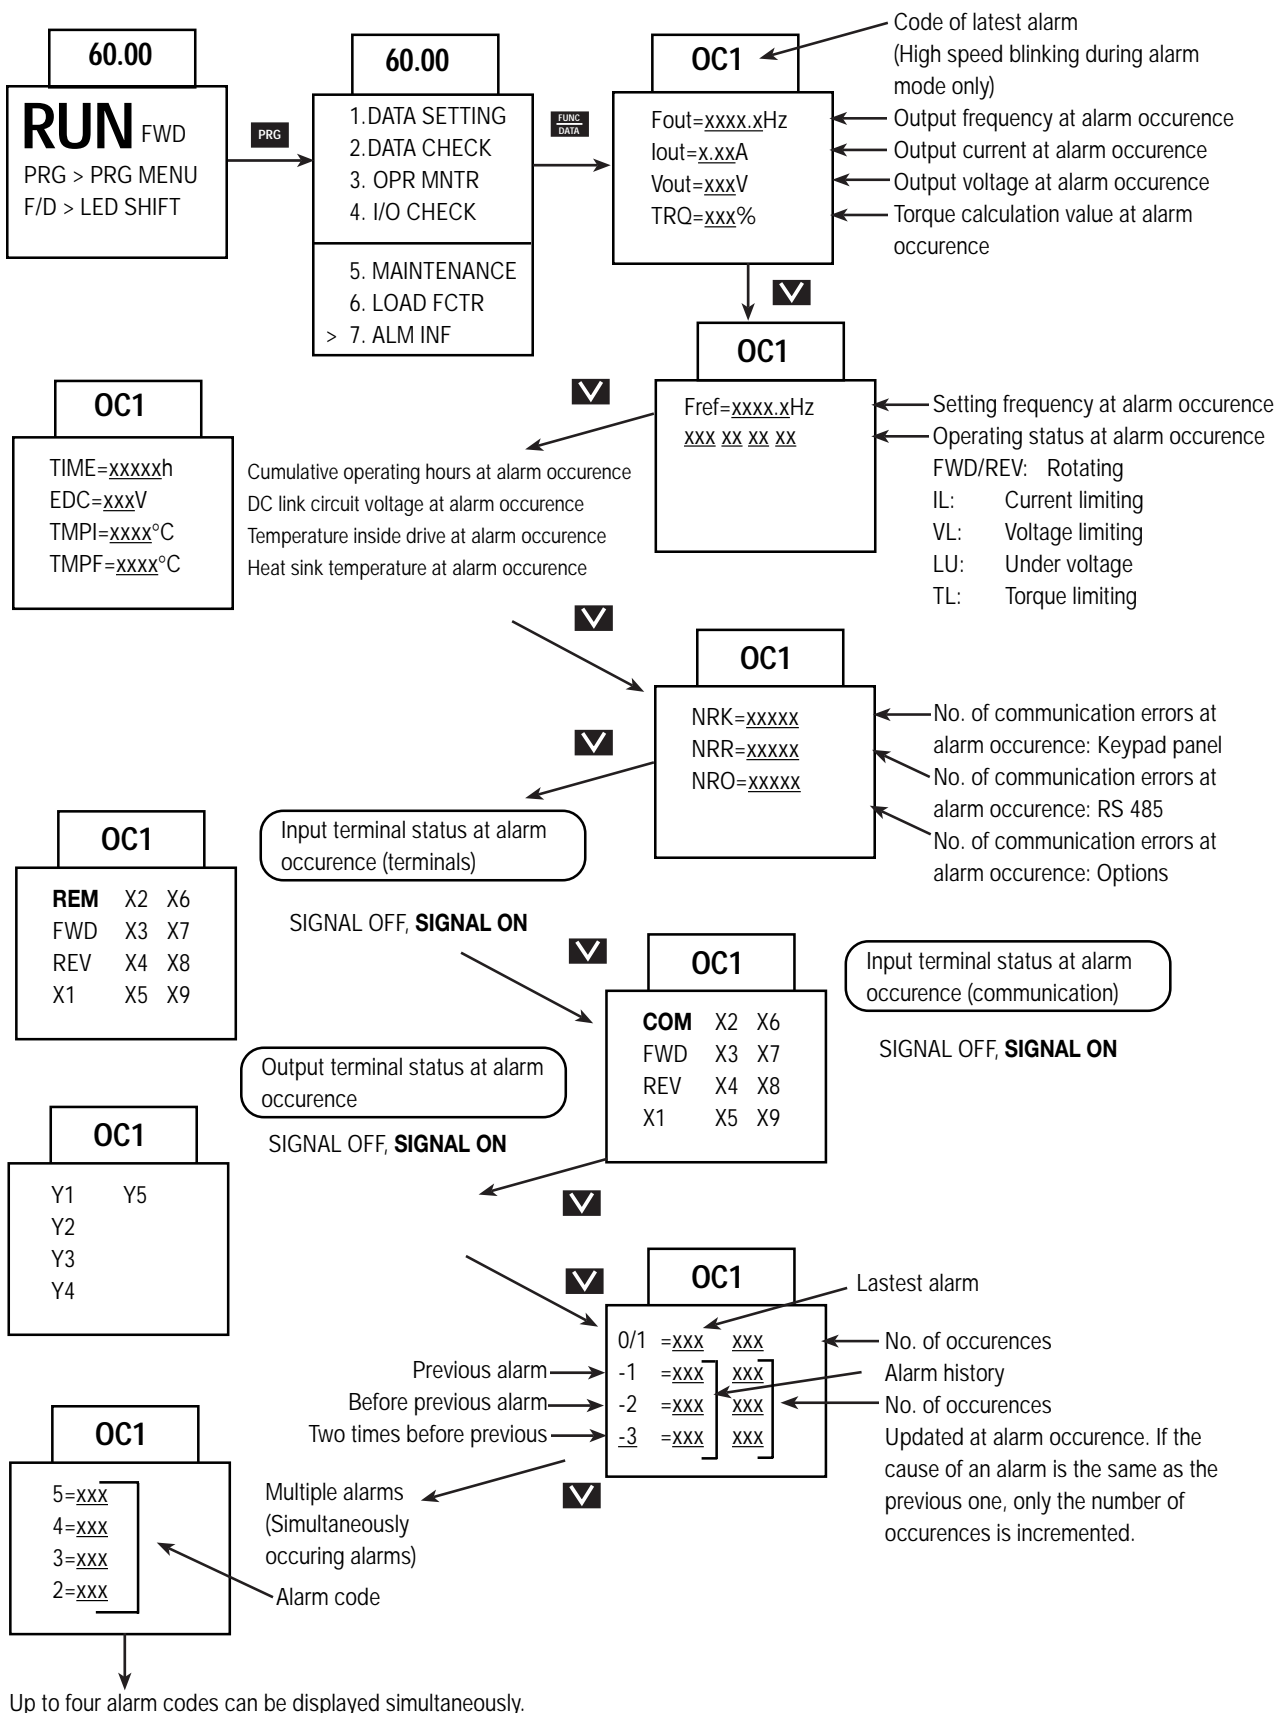 60.00
RUN FWD
PRG > PRG MENU
F/D > LED SHIFT
PRG
60.00
1.DATA SETTING
2.DATA CHECK
3. OPR MNTR
4. I/O CHECK
5. MAINTENANCE
6. LOAD FCTR
> 7. ALM INF
FUNC
DATA
OC1
Fout=xxxx.xHz
Iout=x.xxA
Vout=xxxV
TRQ=xxx%
Code of latest alarm
(High speed blinking during alarm
mode only)
Output frequency at alarm occurence
Output current at alarm occurence
Output voltage at alarm occurence
Torque calculation value at alarm
occurence
OC1
Fref=xxxx.xHz
xxx xx xx xx
Setting frequency at alarm occurence
Operating status at alarm occurence
FWD/REV: Rotating
IL: Current limiting
VL: Voltage limiting
LU: Under voltage
TL: Torque limiting
OC1
TIME=xxxxxh
EDC=xxxV
TMPI=xxxx°C
TMPF=xxxx°C
Cumulative operating hours at alarm occurence
DC link circuit voltage at alarm occurence
Temperature inside drive at alarm occurence
Heat sink temperature at alarm occurence
OC1
NRK=xxxxx
NRR=xxxxx
NRO=xxxxx
No. of communication errors at
alarm occurence: Keypad panel
No. of communication errors at
alarm occurence: RS 485
No. of communication errors at
alarm occurence: Options
OC1
REM X2 X6
FWD X3 X7
REV X4 X8
X1 X5 X9
Input terminal status at alarm
occurence (terminals)
SIGNAL OFF, SIGNAL ON
OC1
COM X2 X6
FWD X3 X7
REV X4 X8
X1 X5 X9
Input terminal status at alarm
occurence (communication)
SIGNAL OFF, SIGNAL ON
Output terminal status at alarm
occurence
SIGNAL OFF, SIGNAL ON
OC1
Y1 Y5
Y2
Y3
Y4
OC1
0/1 =xxx xxx
-1 =xxx xxx
-2 =xxx xxx
-3 =xxx xxx
Previous alarm
Before previous alarm
Two times before previous
Lastest alarm
No. of occurences
Alarm history
No. of occurences
Updated at alarm occurence. If the
cause of an alarm is the same as the
previous one, only the number of
occurences is incremented.
OC1
5=xxx
4=xxx
3=xxx
2=xxx
Multiple alarms
(Simultaneously
occuring alarms)
Alarm code
Up to four alarm codes can be displayed simultaneously.